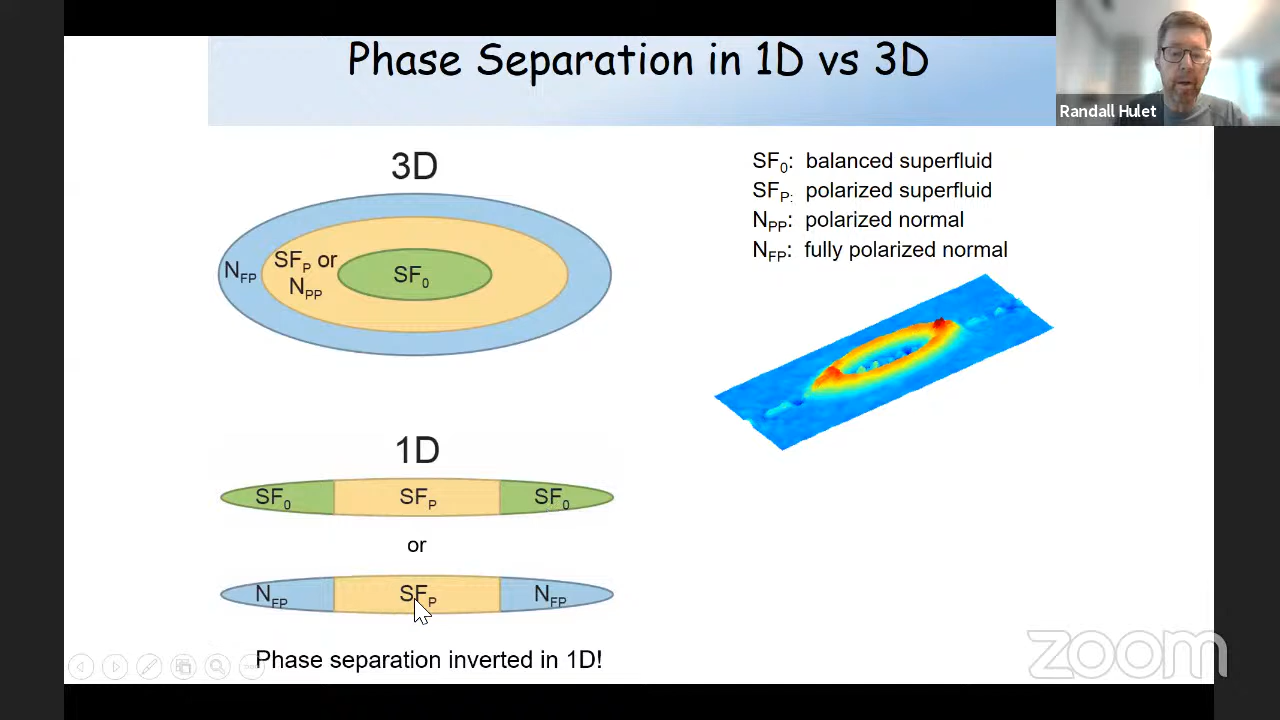 Phase Separation in 1D vs 3D
Randall Hulet
3D
SF0: balanced superfluid
SFP: polarized superfluid
NPP: polarized normal
NFP: fully polarized normal
NFP
SFP or
NPP
SF0
1D
SF0 SFP SF0
or
NFP SFP NFP
Phase separation inverted in 1D!
zoom